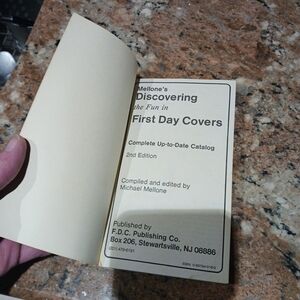 Mellone's
Discovering
the Fun in
First Day Covers
Complete Up-to-Date Catalog
2nd Edition
Compiled and edited by
Michael Mellone
Published by
F.D.C. Publishing Co.
Box 206, Stewartsville, NJ 08886